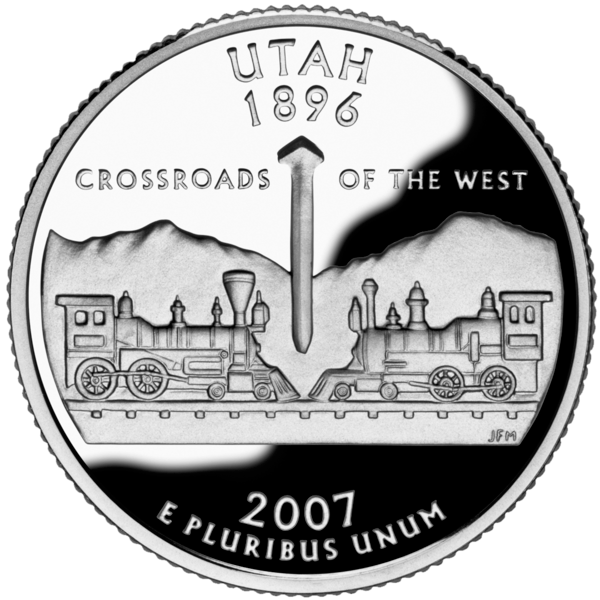 UTAH
1896
CROSSROADS OF THE WEST
JFM
2007
E PLURIBUS UNUM